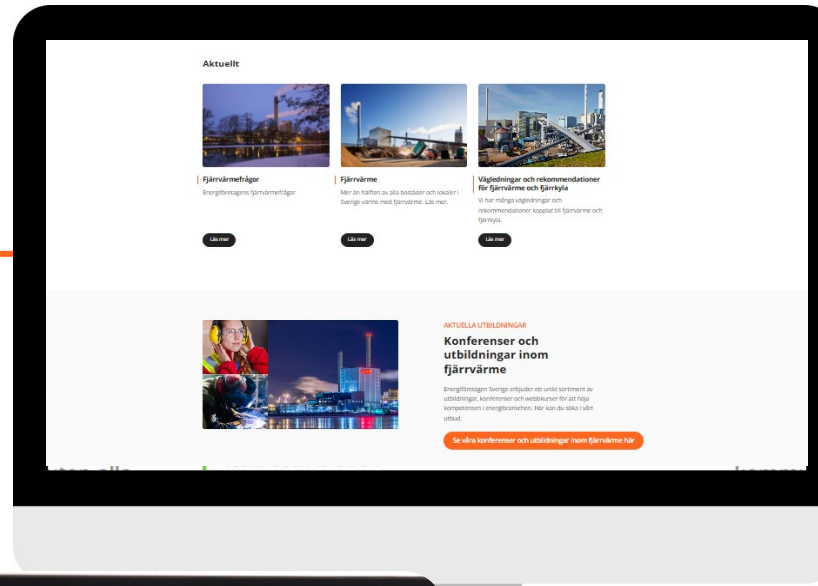 Aktuellt
Fjärrvärmefrågor
Energiföretagens fjärrvärmefrågor
Läs mer
Fjärrvärme
Mer än hälften av alla bostäder och lokaler i
Sverige värms med fjärrvärme. Läs mer.
Läs mer
Vägledningar och rekommendationer
för fjärrvärme och fjärrkyla
Vi har många vägledningar och
rekommendationer kopplat till fjärrvärme och
fjärrkyla.
Läs mer
AKTUELLA UTBILDNINGAR
Konferenser och
utbildningar inom
fjärrvärme
Energiföretagen Sverige erbjuder ett unikt sortiment av
utbildningar, konferenser och webbkurser för att höja
kompetensen i energibranschen. Här kan du söka i vårt
utbud.
Se våra konferenser och utbildningar inom fjärrvärme här